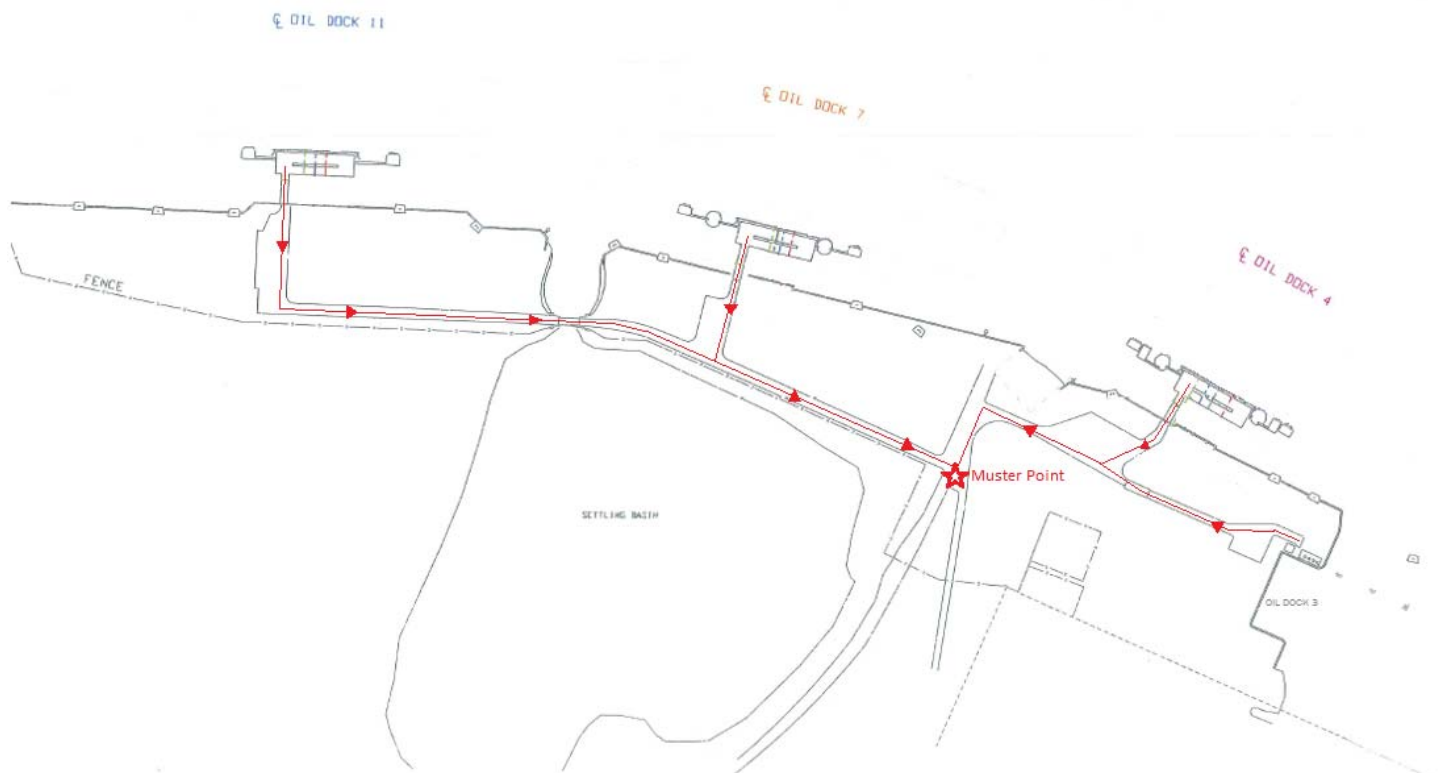 ℄ OIL DOCK 11
℄ OIL DOCK 7
℄ OIL DOCK 4
FENCE
Muster Point
SETTLING BASIN
OIL DOCK 3